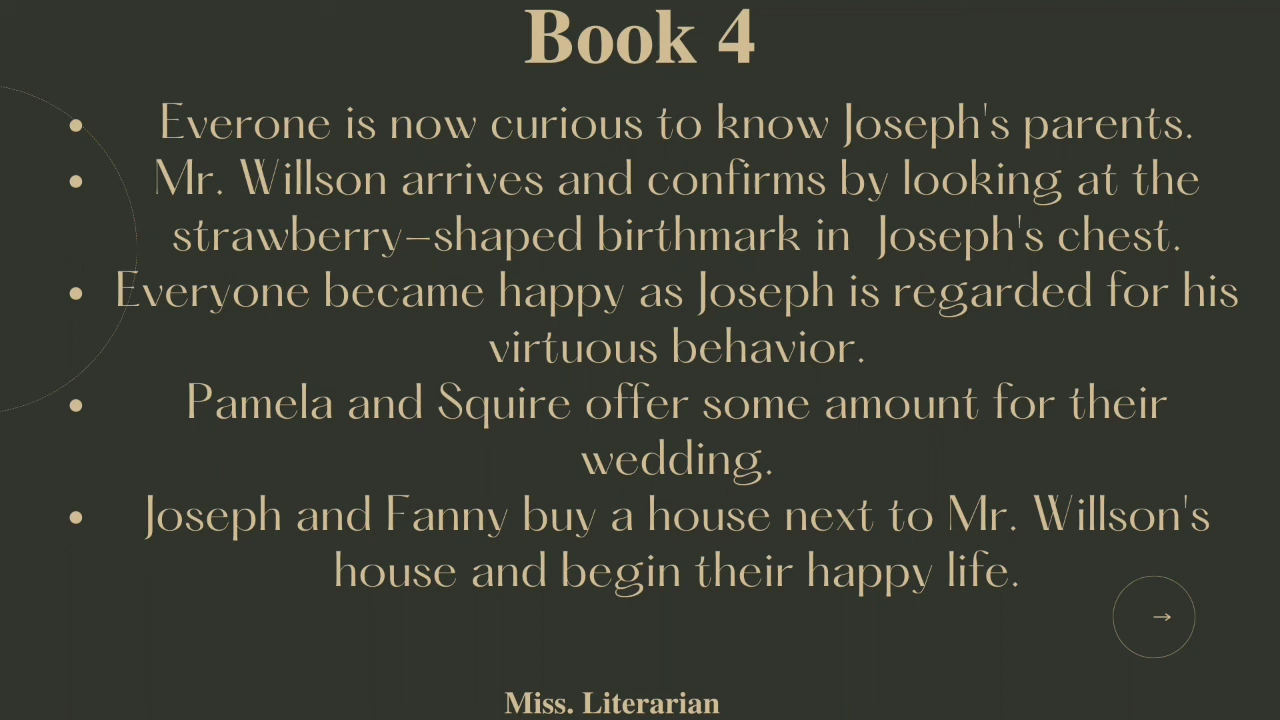 Book 4
• Everone is now curious to know Joseph's parents.
• Mr. Willson arrives and confirms by looking at the
strawberry-shaped birthmark in Joseph's chest.
• Everyone became happy as Joseph is regarded for his
virtuous behavior.
• Pamela and Squire offer some amount for their
wedding.
• Joseph and Fanny buy a house next to Mr. Willson's
house and begin their happy life.
→
Miss. Literarian